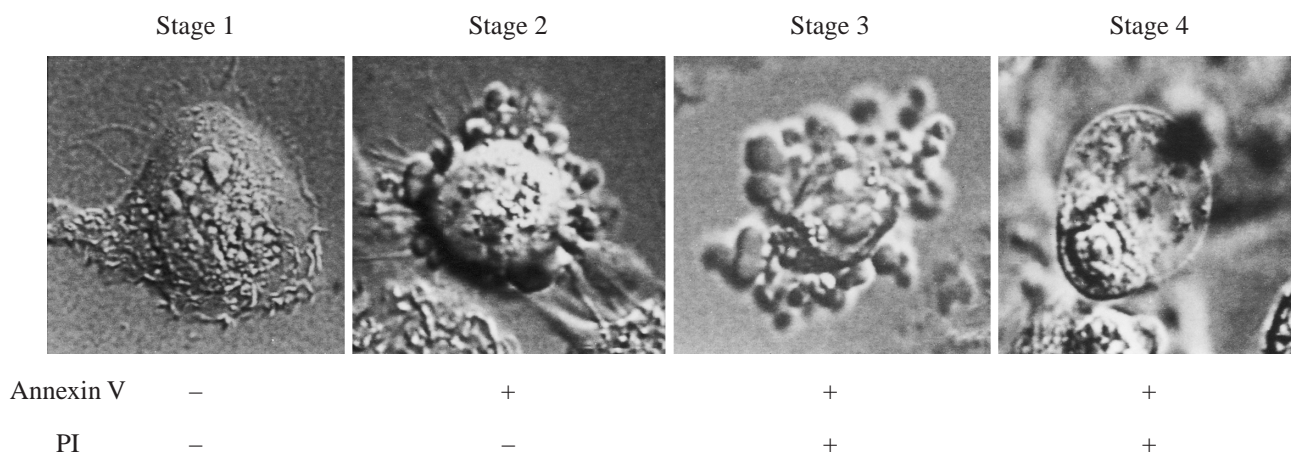 Stage 1 Stage 2 Stage 3 Stage 4
Annexin V – + + +
PI – – + +